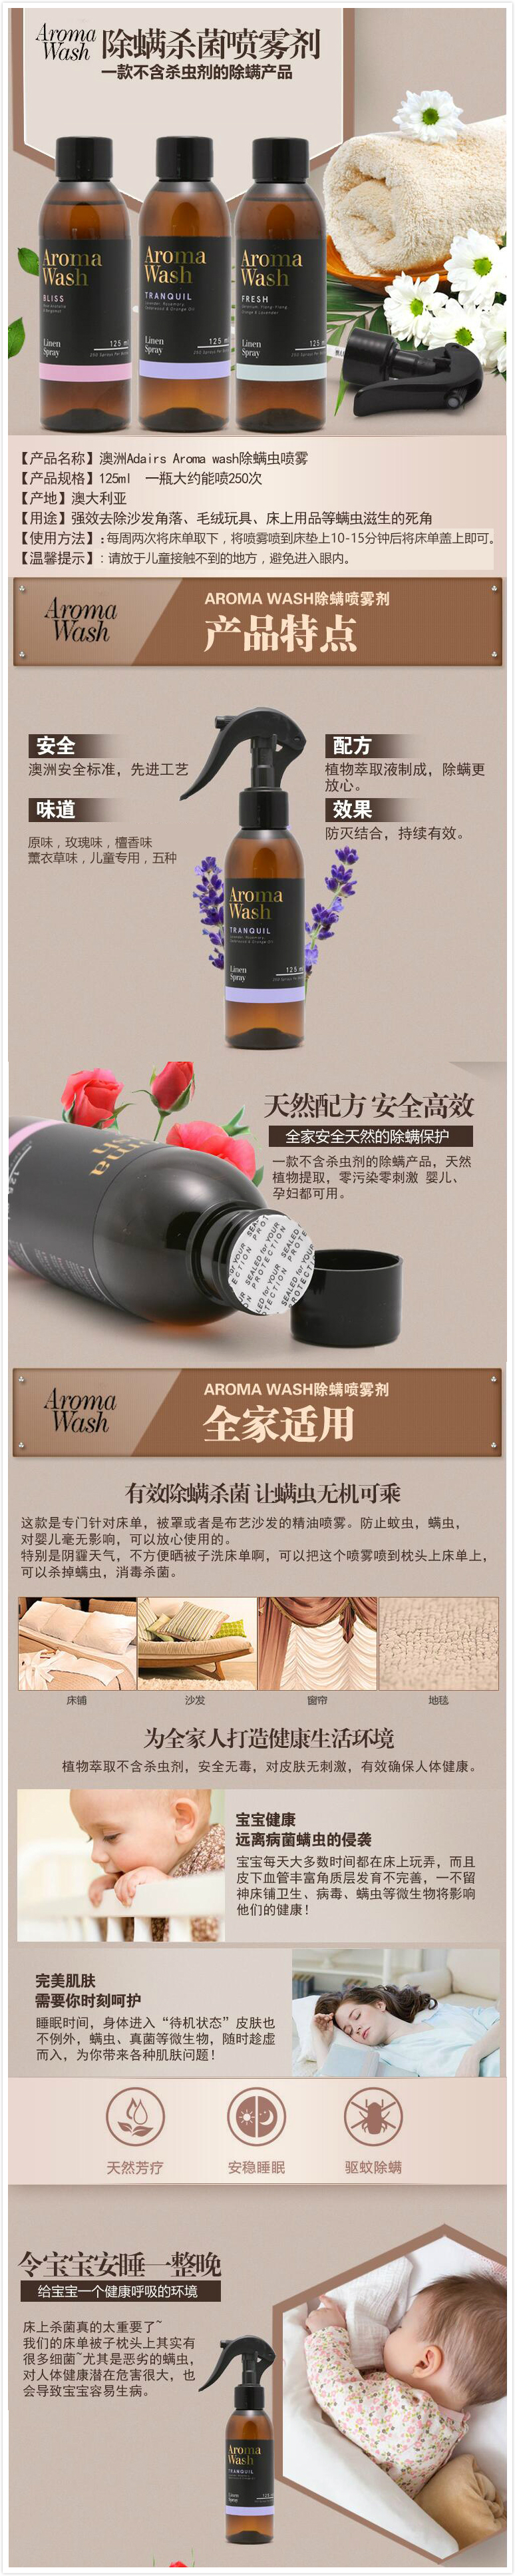 Aroma
Wash
除螨杀菌喷雾剂
一款不含杀虫剂的除螨产品
Aroma
Wash
BLISS
Linen
Spray
125 ml
Aroma
Wash
TRANQUIL
Linen
Spray
125 ml
250 Sprays Per Bottle
Aroma
Wash
FRESH
Linen
Spray
125 m
【产品名称】澳洲Adairs Aroma wash除螨虫喷雾
【产品规格】125ml 一瓶大约能喷250次
【产地】澳大利亚
【用途】强效去除沙发角落、毛绒玩具、床上用品等螨虫滋生的死角
【使用方法】:每周两次将床单取下，将喷雾喷到床垫上10-15分钟后将床单盖上即可。
【温馨提示】: 请放于儿童接触不到的地方，避免进入眼内。
Aroma
Wash
AROMA WASH除螨喷雾剂
产品特点
安全
澳洲安全标准，先进工艺
味道
原味，玫瑰味，檀香味
薰衣草味，儿童专用，五种
配方
植物萃取液制成，除螨更
放心。
效果
防灭结合，持续有效。
Aroma
Wash
TRANQUIL
Linen
Spray
125 ml
天然配方 安全高效
全家安全天然的除螨保护
一款不含杀虫剂的除螨产品，天然
植物提取，零污染零刺激 婴儿、
孕妇都可用。
SEALED for YOUR
PROTECTION
Aroma
Wash
AROMA WASH除螨喷雾剂
全家适用
有效除螨杀菌 让螨虫无机可乘
这款是专门针对床单，被罩或者是布艺沙发的精油喷雾。防止蚊虫，螨虫，
对婴儿毫无影响，可以放心使用的。
特别是阴霾天气，不方便晒被子洗床单啊，可以把这个喷雾喷到枕头上床单上，
可以杀掉螨虫，消毒杀菌。
床铺
沙发
窗帘
地毯
为全家人打造健康生活环境
植物萃取不含杀虫剂，安全无毒，对皮肤无刺激，有效确保人体健康。
宝宝健康
远离病菌螨虫的侵袭
宝宝每天大多数时间都在床上玩弄，而且
皮下血管丰富角质层发育不完善，一不留
神床铺卫生、病毒、螨虫等微生物将影响
他们的健康！
完美肌肤
需要你时刻呵护
睡眠时间，身体进入“待机状态”皮肤也
不例外，螨虫、真菌等微生物，随时趁虚
而入，为你带来各种肌肤问题！
天然芳疗
安稳睡眠
驱蚊除螨
令宝宝安睡一整晚
给宝宝一个健康呼吸的环境
床上杀菌真的太重要了~
我们的床单被子枕头上其实有
很多细菌~尤其是恶劣的螨虫，
对人体健康潜在危害很大，也
会导致宝宝容易生病。
Aroma
Wash
TRANQUIL
Linen
Spray